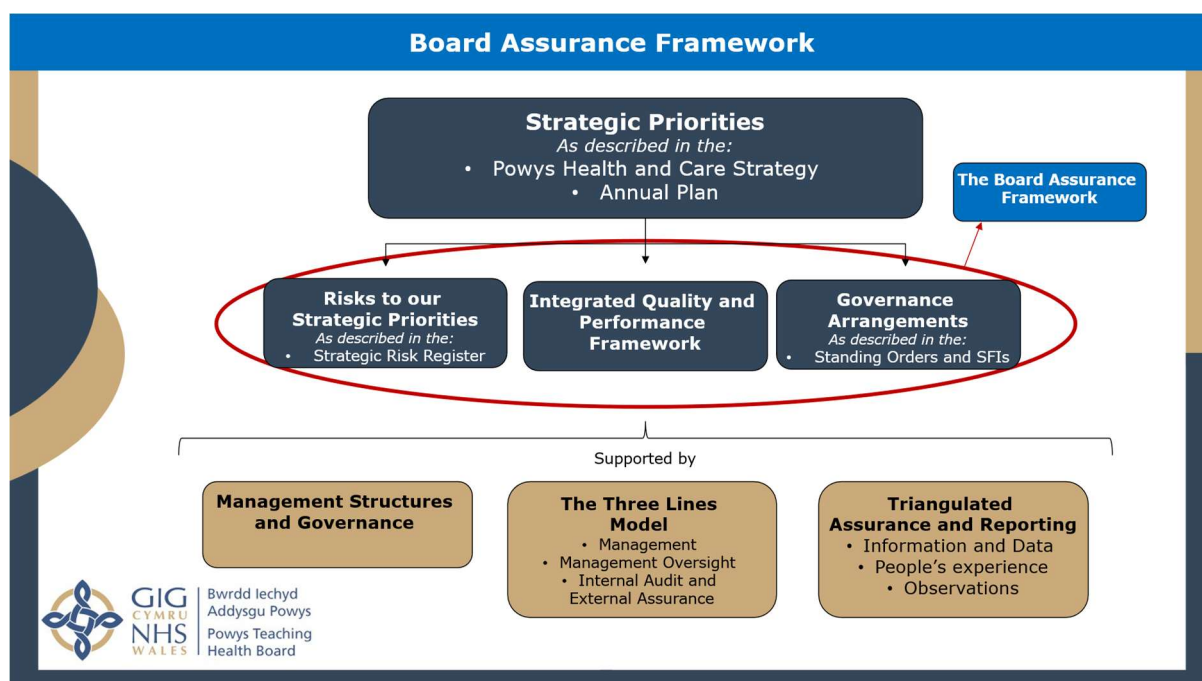 Board Assurance Framework
Strategic Priorities
As described in the:
• Powys Health and Care Strategy
• Annual Plan
The Board Assurance
Framework
Risks to our
Strategic Priorities
As described in the:
• Strategic Risk Register
Integrated Quality and
Performance
Framework
Governance
Arrangements
As described in the:
• Standing Orders and SFIs
Supported by
Management Structures
and Governance
The Three Lines
Model
• Management
• Management Oversight
• Internal Audit and
External Assurance
Triangulated
Assurance and Reporting
• Information and Data
• People’s experience
• Observations
GIG
CYMRU
NHS
WALES
Bwrdd Iechyd
Addysgu Powys
Powys Teaching
Health Board